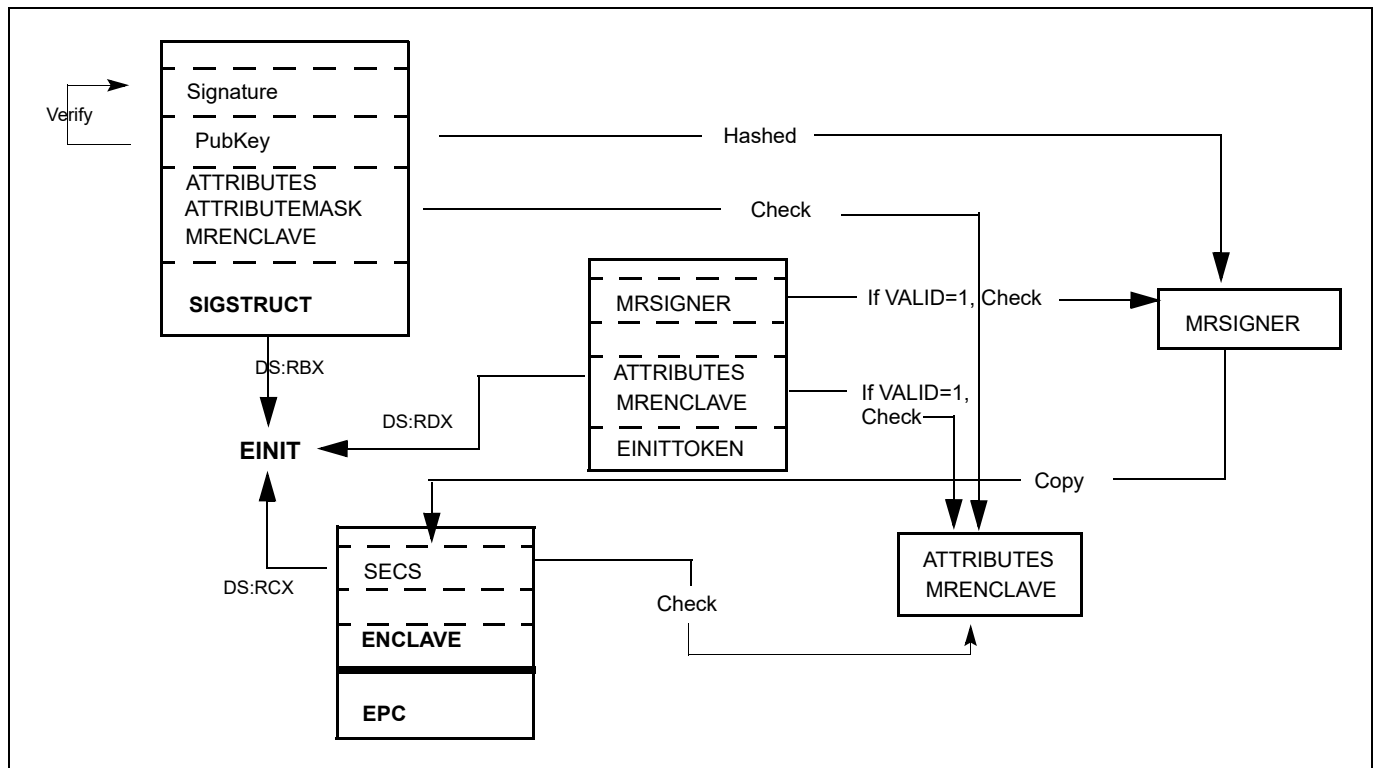 Signature
Verify
PubKey
Hashed
ATTRIBUTES
ATTRIBUTEMASK
MRENCLAVE
Check
SIGSTRUCT
MRSIGNER
If VALID=1, Check
MRSIGNER
DS:RBX
ATTRIBUTES
MRENCLAVE
If VALID=1,
Check
DS:RDX
EINIT
EINITTOKEN
Copy
SECS
DS:RCX
Check
ATTRIBUTES
MRENCLAVE
ENCLAVE
EPC